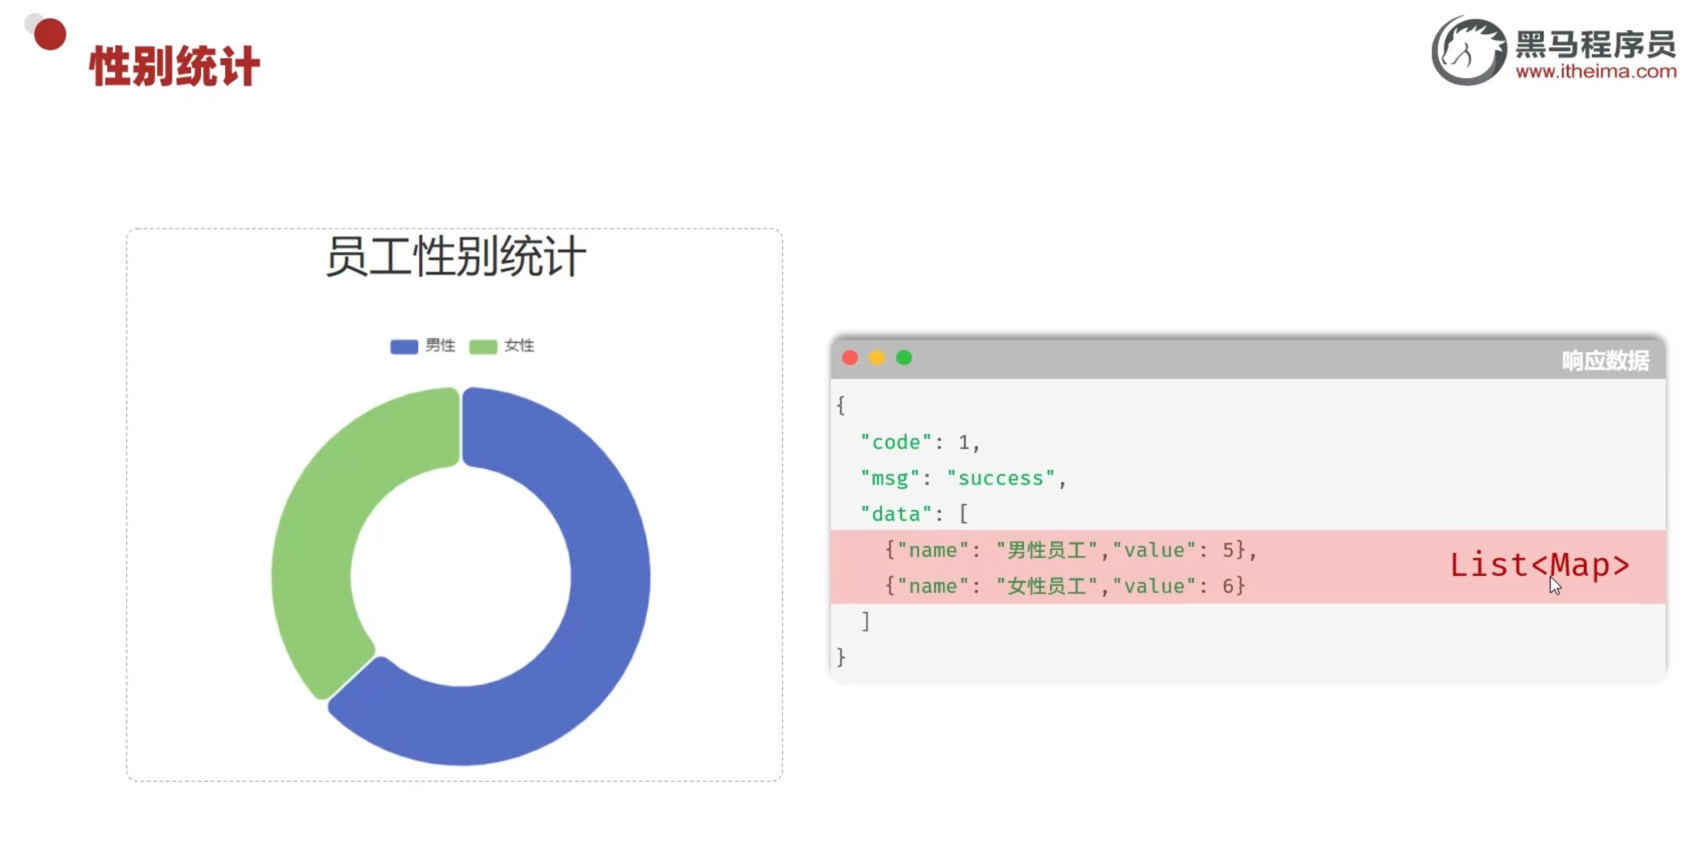 性别统计
黑马程序员
www.itheima.com
员工性别统计
男性 女性
响应数据
{
"code": 1,
"msg": "success",
"data": [
{"name": "男性员工","value": 5},
{"name": "女性员工","value": 6}
List<Map>
]
}